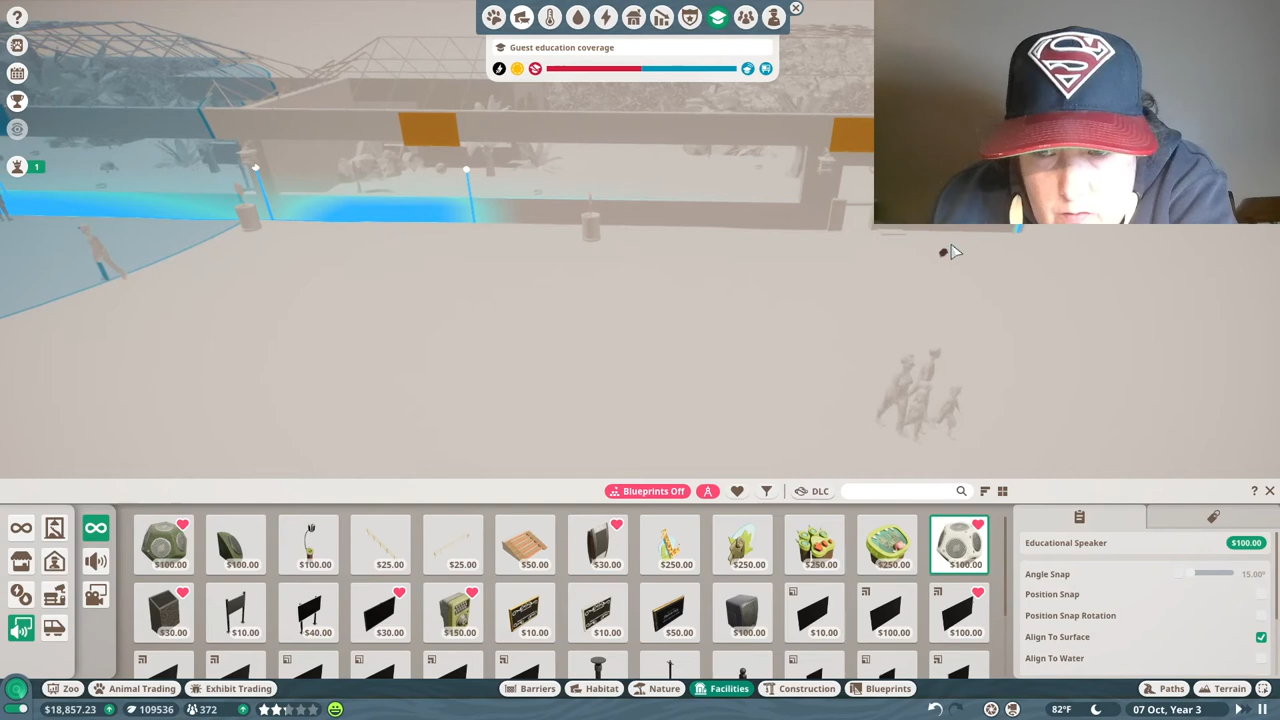 Guest education coverage
1
Blueprints Off
DLC
$100.00
$100.00
$100.00
$25.00
$25.00
$50.00
$30.00
$250.00
$250.00
$250.00
$250.00
$100.00
$30.00
$10.00
$40.00
$30.00
$150.00
$10.00
$10.00
$50.00
$100.00
$10.00
$100.00
$100.00
Educational Speaker
$100.00
Angle Snap
15.00°
Position Snap
Position Snap Rotation
Align To Surface
Align To Water
Zoo
Animal Trading
Exhibit Trading
Barriers
Habitat
Nature
Facilities
Construction
Blueprints
Paths
Terrain
$18,857.23
109536
372
82°F
07 Oct, Year 3